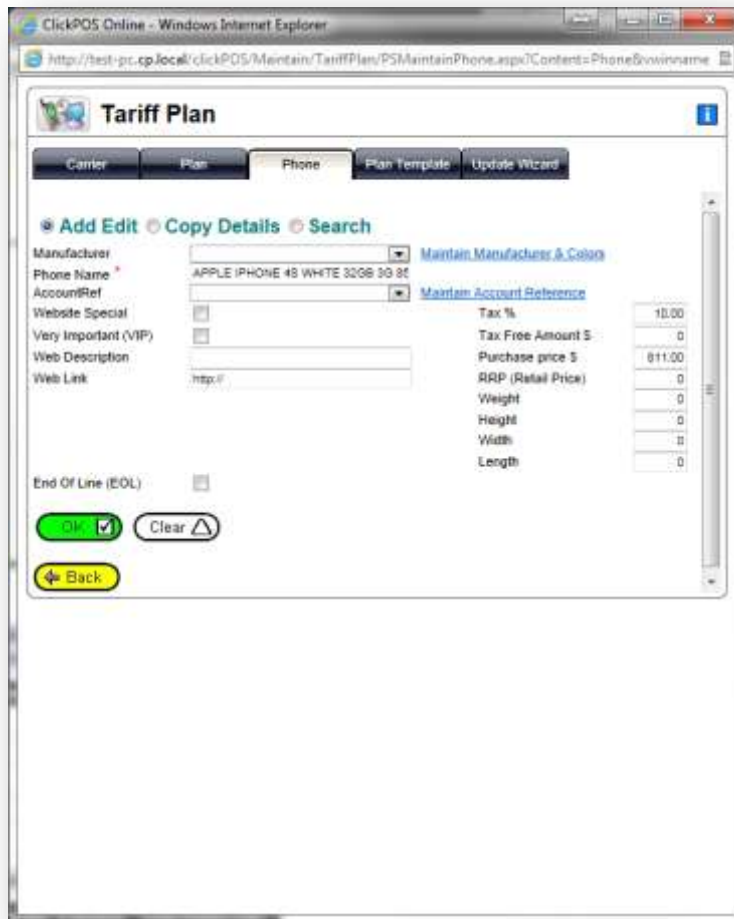 ClickPOS Online - Windows Internet Explorer
http://test-pc.cp.local/clickPOS/Maintain/TariffPlan/PSMaintainPhone.aspx?Content=Phone&vwinname
Tariff Plan
i
Carrier Plan Phone Plan Template Update Wizard
Add Edit Copy Details Search
Manufacturer Maintain Manufacturer & Colors
Phone Name * APPLE IPHONE 4S WHITE 32GB 3G 85
AccountRef Maintain Account Reference
Website Special Tax % 10.00
Very Important (VIP) Tax Free Amount $ 0
Web Description Purchase price $ 811.00
Web Link http:// RRP (Retail Price) 0
Weight 0
Height 0
Width 0
Length 0
End Of Line (EOL)
OK Clear
Back